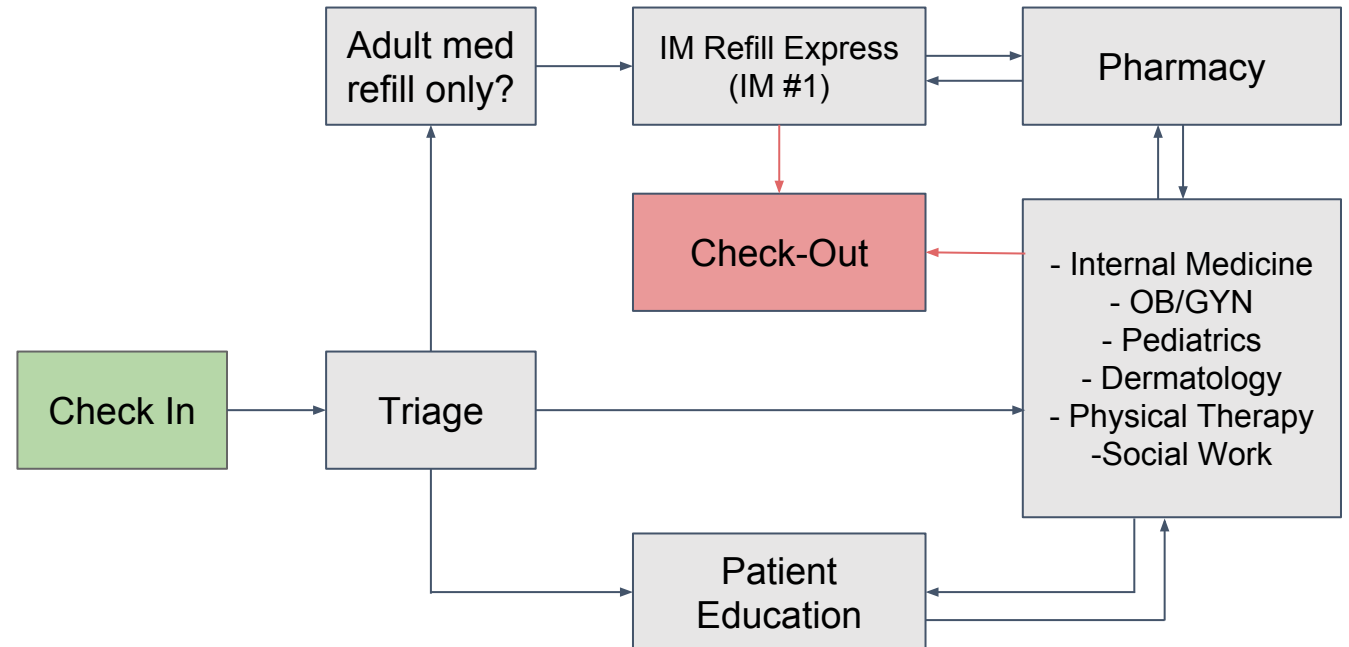 Adult med
refill only?
IM Refill Express
(IM #1)
Pharmacy
Check-Out
- Internal Medicine
- OB/GYN
- Pediatrics
- Dermatology
- Physical Therapy
-Social Work
Check In
Triage
Patient
Education